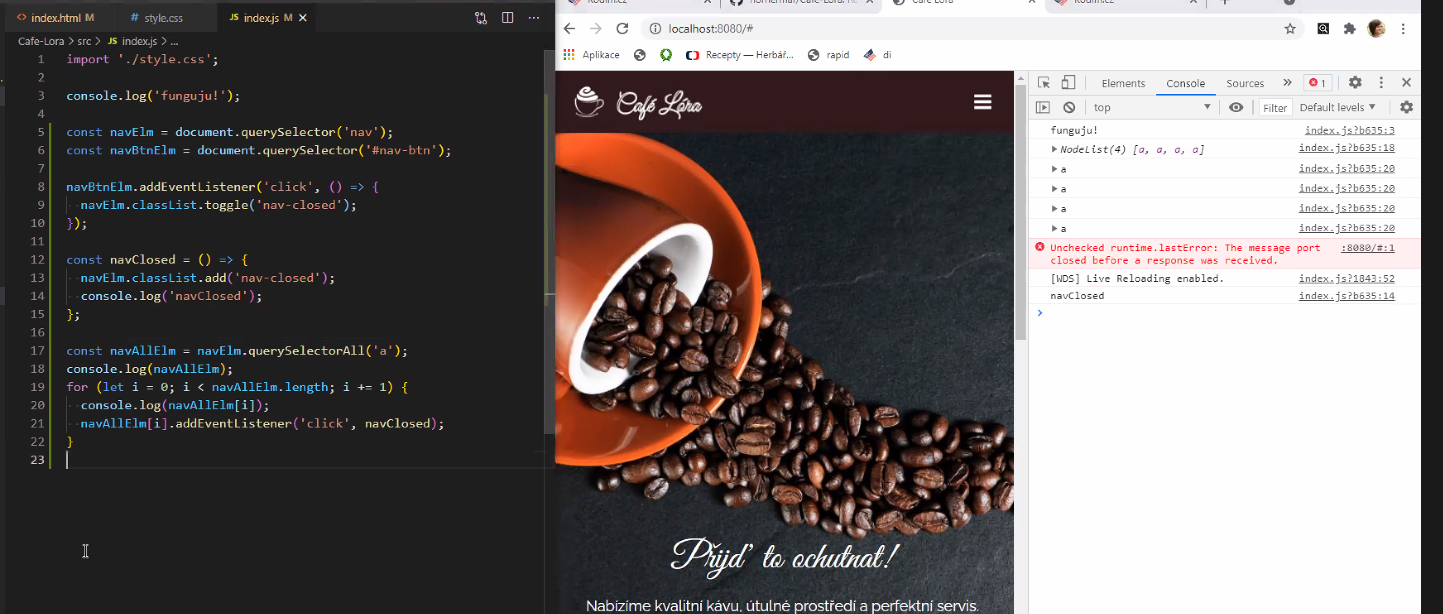 index.html M
style.css
JS index.js M
Cafe-Lora > src > JS index.js > ...
1 import './style.css';
2
3 console.log('funguju!');
4
5 const navElm = document.querySelector('nav');
6 const navBtnElm = document.querySelector('#nav-btn');
7
8 navBtnElm.addEventListener('click', () => {
9 navElm.classList.toggle('nav-closed');
10 });
11
12 const navClosed = () => {
13 navElm.classList.add('nav-closed');
14 console.log('navClosed');
15 };
16
17 const navAllElm = navElm.querySelectorAll('a');
18 console.log(navAllElm);
19 for (let i = 0; i < navAllElm.length; i += 1) {
20 console.log(navAllElm[i]);
21 navAllElm[i].addEventListener('click', navClosed);
22 }
23
localhost:8080/#
Aplikace
Recepty — Herbář...
rapid
di
Café Lóra
Přijď to ochutnat!
Nabízíme kvalitní kávu, útulné prostředí a perfektní servis.
Elements Console Sources » 1
top Filter Default levels
funguju! index.js?b635:3
NodeList(4) [a, a, a, a] index.js?b635:18
a index.js?b635:20
a index.js?b635:20
a index.js?b635:20
a index.js?b635:20
Unchecked runtime.lastError: The message port :8080/#:1
closed before a response was received.
[WDS] Live Reloading enabled. index.js?1843:52
navClosed index.js?b635:14